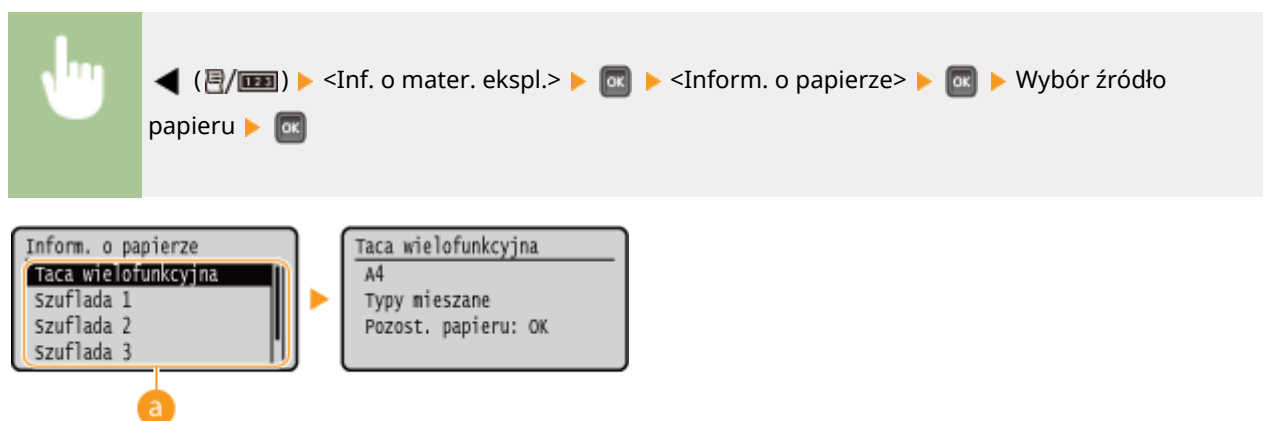 ◀ (/123) ▶ <Inf. o mater. ekspl.> ▶ OK ▶ <Inform. o papierze> ▶ OK ▶ Wybór źródło
papieru ▶ OK
Inform. o papierze
Taca wielofunkcyjna
Szuflada 1
Szuflada 2
Szuflada 3
a
Taca wielofunkcyjna
A4
Typy mieszane
Pozost. papieru: OK